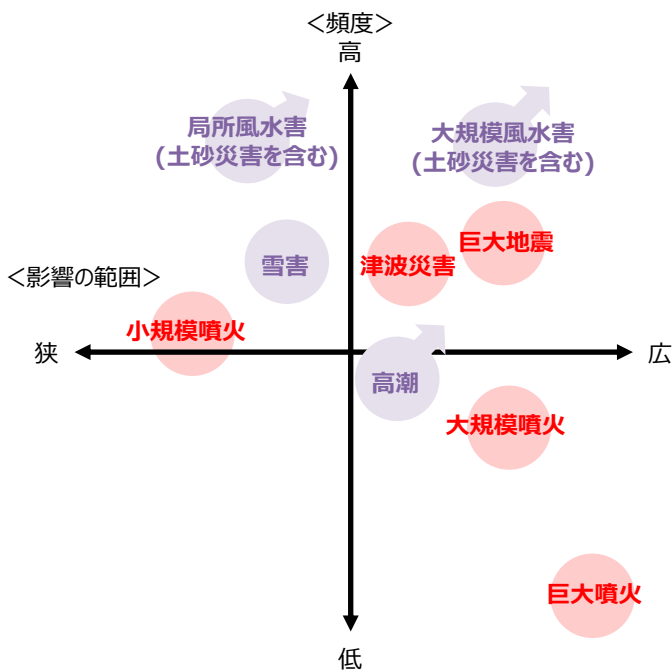 <頻度>
高
局所風水害
(土砂災害を含む)
大規模風水害
(土砂災害を含む)
巨大地震
雪害
津波災害
<影響の範囲>
小規模噴火
狭
広
高潮
大規模噴火
巨大噴火
低